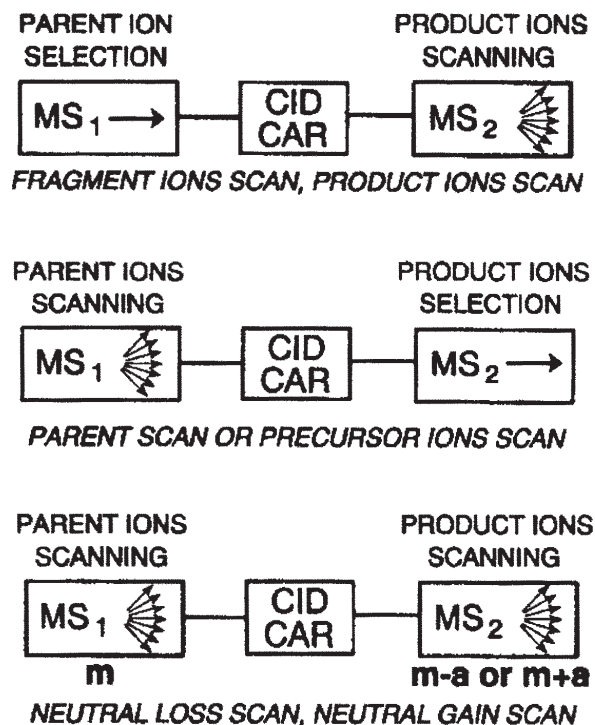 PARENT ION PRODUCT IONS
SELECTION SCANNING
MS1 CID MS2
CAR
FRAGMENT IONS SCAN, PRODUCT IONS SCAN
PARENT IONS PRODUCT IONS
SCANNING SELECTION
MS1 CID MS2
CAR
PARENT SCAN OR PRECURSOR IONS SCAN
PARENT IONS PRODUCT IONS
SCANNING SCANNING
MS1 CID MS2
CAR
m m-a or m+a
NEUTRAL LOSS SCAN, NEUTRAL GAIN SCAN